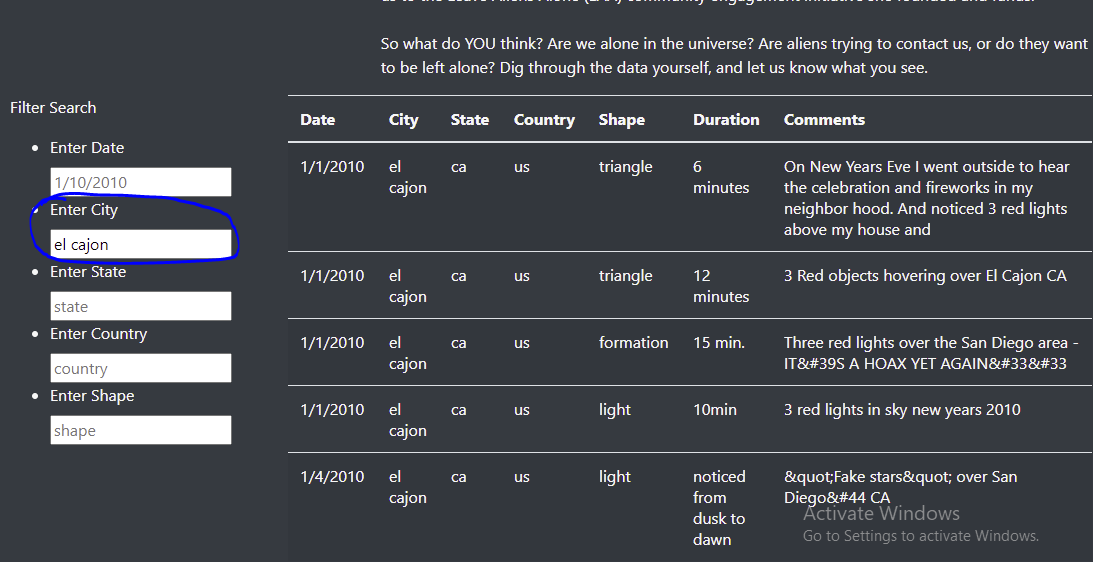 So what do YOU think? Are we alone in the universe? Are aliens trying to contact us, or do they want
to be left alone? Dig through the data yourself, and let us know what you see.
Filter Search
Enter Date
1/10/2010
Enter City
el cajon
Enter State
state
Enter Country
country
Enter Shape
shape
Date City State Country Shape Duration Comments
1/1/2010 el cajon ca us triangle 6 minutes On New Years Eve I went outside to hear
the celebration and fireworks in my
neighbor hood. And noticed 3 red lights
above my house and
1/1/2010 el cajon ca us triangle 12 minutes 3 Red objects hovering over El Cajon CA
1/1/2010 el cajon ca us formation 15 min. Three red lights over the San Diego area -
IT&#39S A HOAX YET AGAIN&#33&#33
1/1/2010 el cajon ca us light 10min 3 red lights in sky new years 2010
1/4/2010 el cajon ca us light noticed from dusk to dawn &quot;Fake stars&quot; over San
Diego&#44 CA
Activate Windows
Go to Settings to activate Windows.